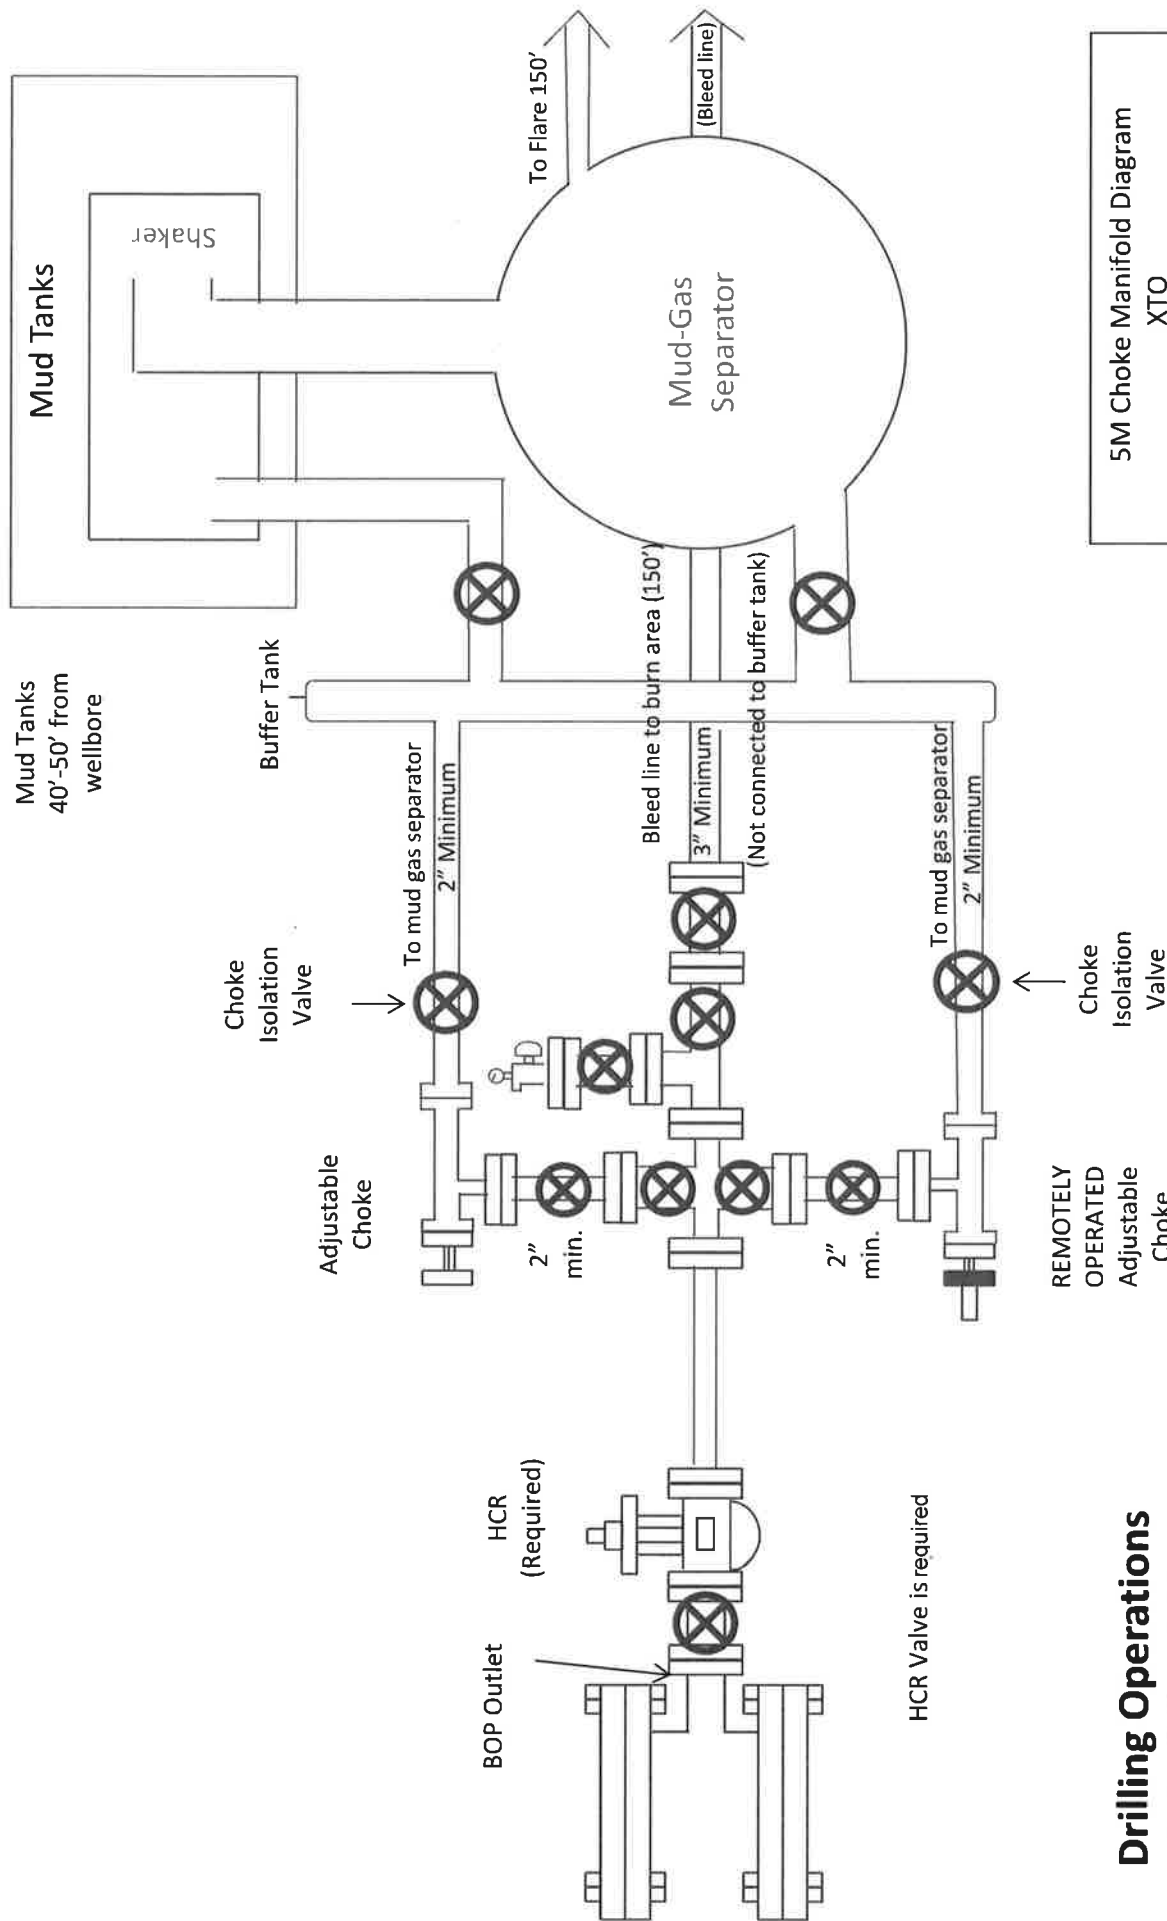 Mud Tanks
Shaker
Mud Tanks
40'-50' from
wellbore
To Flare 150'
(Bleed line)
Mud-Gas
Separator
Buffer Tank
Bleed line to burn area (150')
3" Minimum
(Not connected to buffer tank)
To mud gas separator
2" Minimum
To mud gas separator
2" Minimum
Choke
Isolation
Valve
Choke
Isolation
Valve
Adjustable
Choke
2"
min.
2"
min.
REMOTELY
OPERATED
Adjustable
Choke
HCR
(Required)
BOP Outlet
HCR Valve is required
Drilling Operations
5M Choke Manifold Diagram
XTO